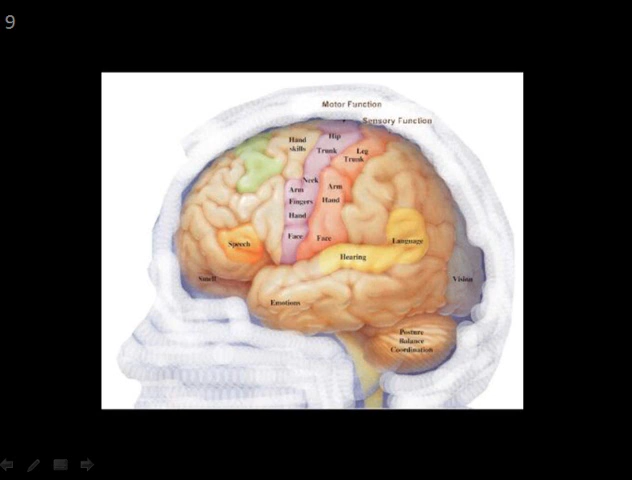 9
Motor Function
Sensory Function
Hip
Hand
skills
Trunk
Leg
Trunk
Neck
Arm
Arm
Fingers
Hand
Hand
Face
Face
Speech
Language
Hearing
Smell
Vision
Emotions
Posture
Balance
Coordination